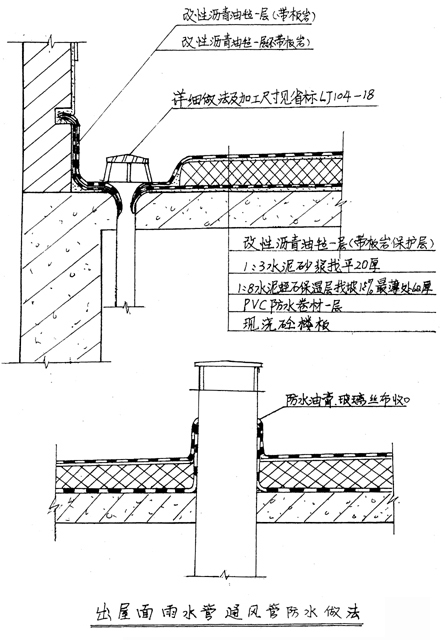 改性沥青油毡一层(带板岩)
改性沥青油毡一层(不带板岩)
详细做法及加工尺寸见省标LJ104-18
改性沥青油毡一层(带板岩保护层)
1:3水泥砂浆找平20厚
1:8水泥蛭石保温层找坡1.5%最薄处40厚
PVC防水卷材一层
现浇砼楼板
防水油膏.玻璃丝布收口
出屋面雨水管通风管防水做法